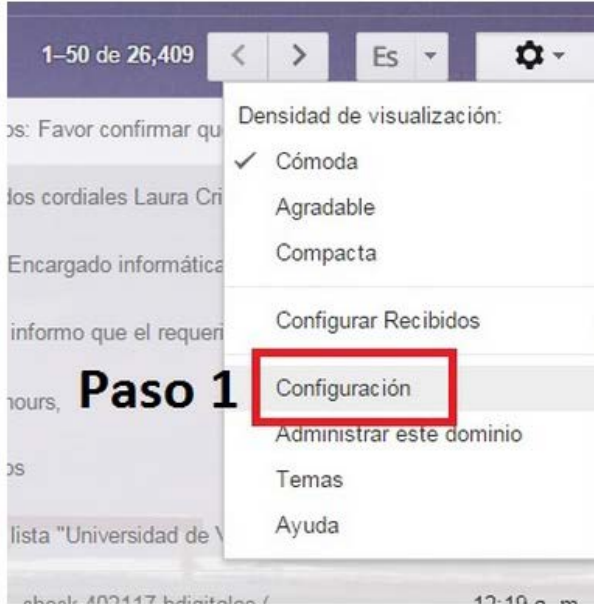 1–50 de 26,409 < > Es
os: Favor confirmar qu
Densidad de visualización:
Cómoda
dos cordiales Laura Cri
Agradable
Encargado informática
Compacta
informo que el requeri
Configurar Recibidos
hours,
Paso 1
Configuración
Administrar este dominio
os
Temas
lista "Universidad de V
Ayuda
12:19 a. m.